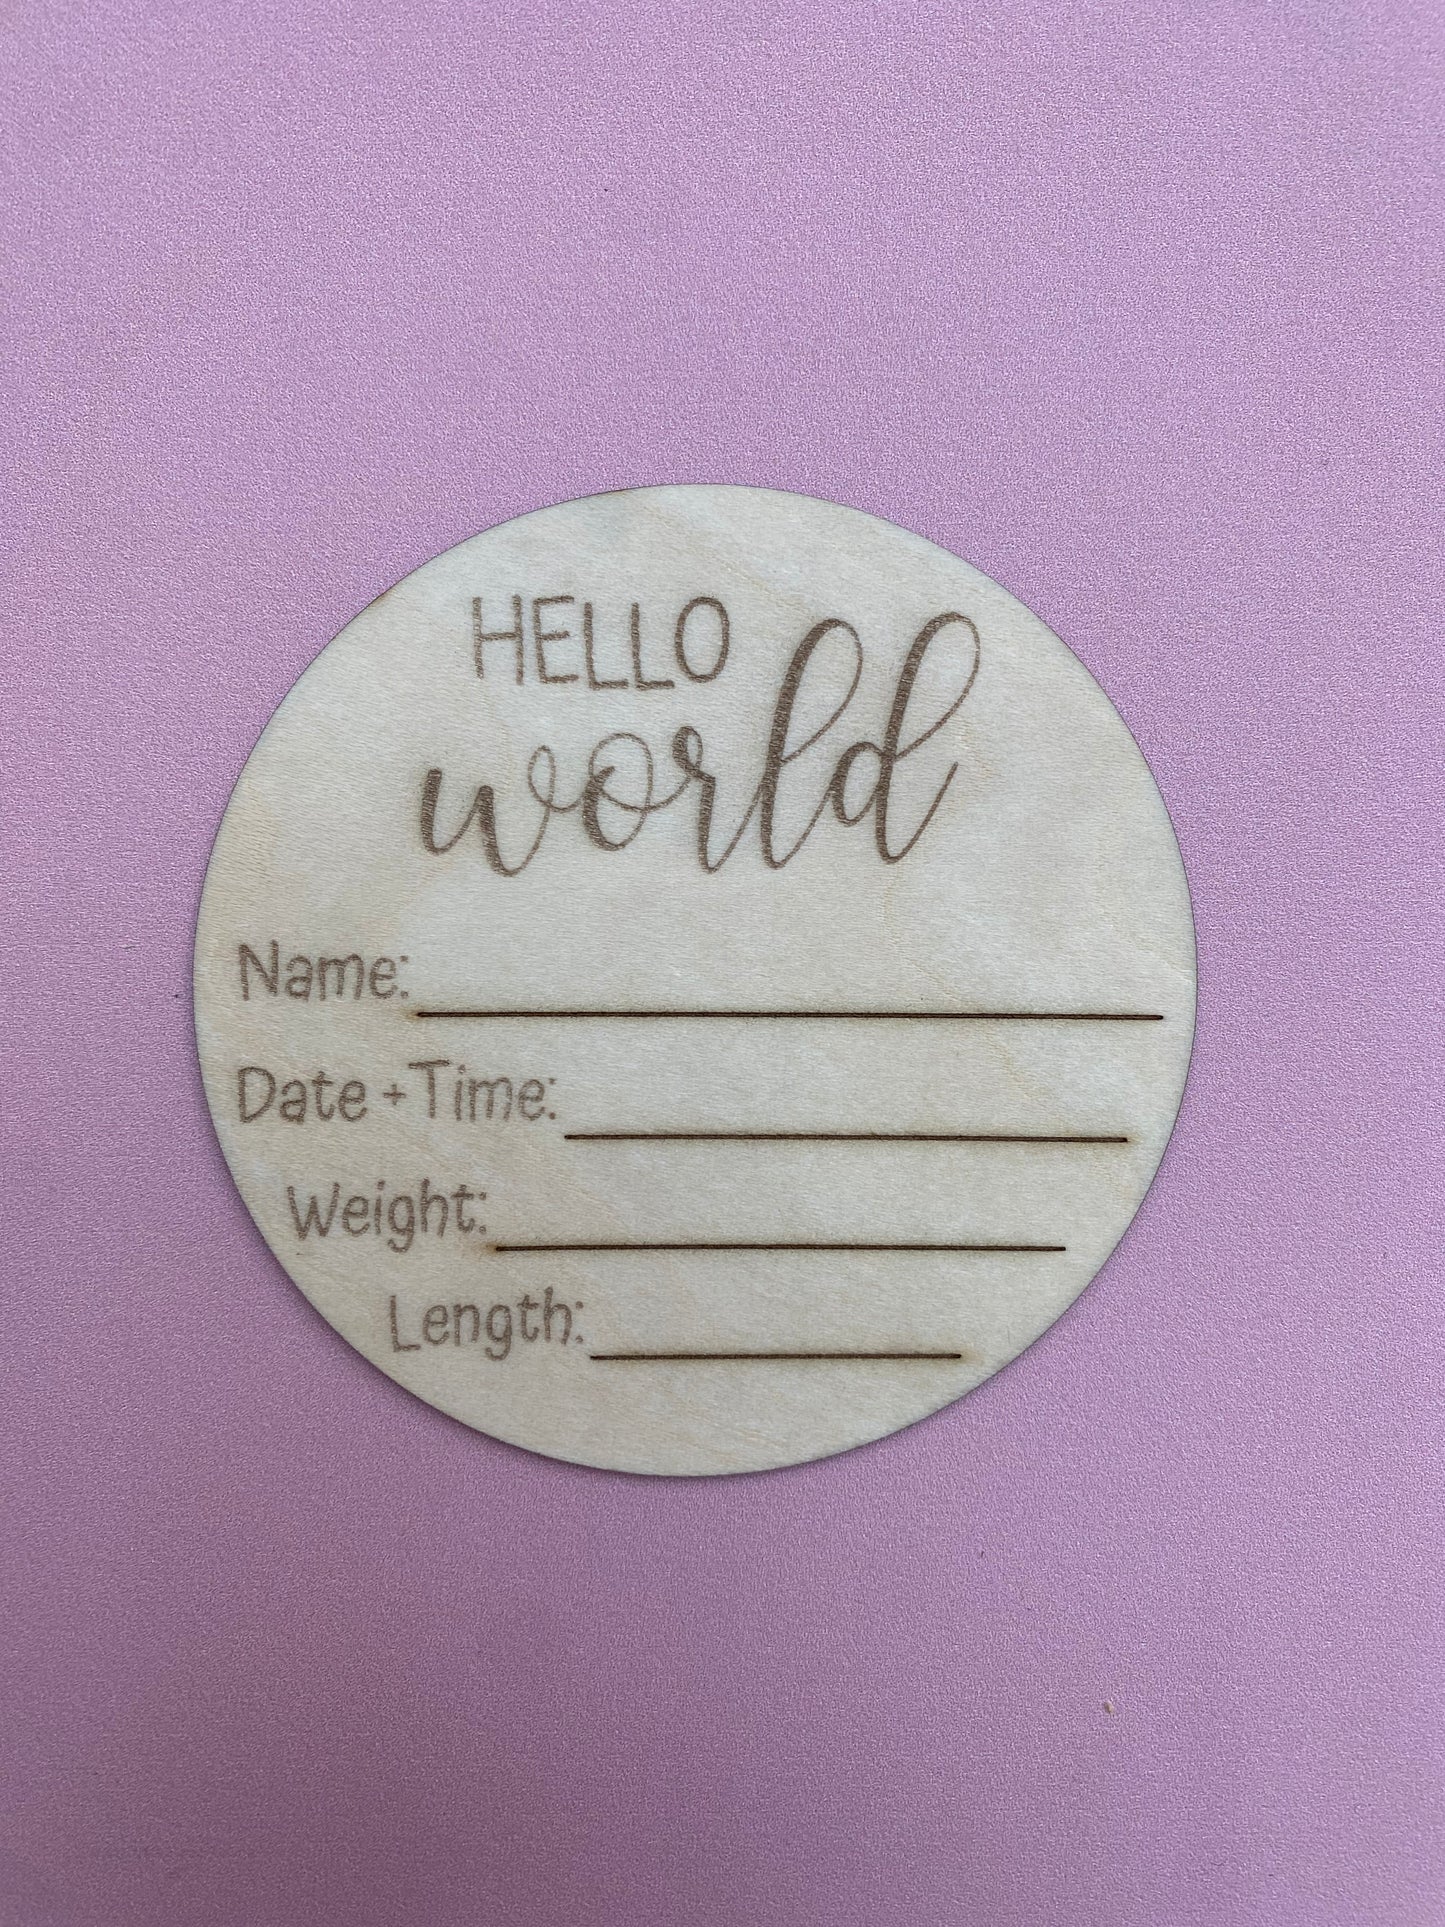 HELLO
world
Name:
Date + Time:
Weight:
Length: